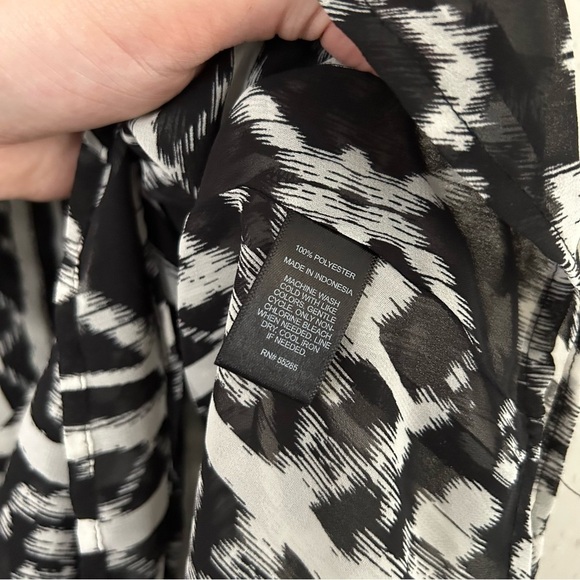 100% POLYESTER
MADE IN INDONESIA
MACHINE WASH
COLD WITH LIKE
COLORS, GENTLE
CYCLE ONLY NON-
CHLORINE BLEACH
WHEN NEEDED. LINE
DRY, COOL IRON
IF NEEDED.
RN# 55285